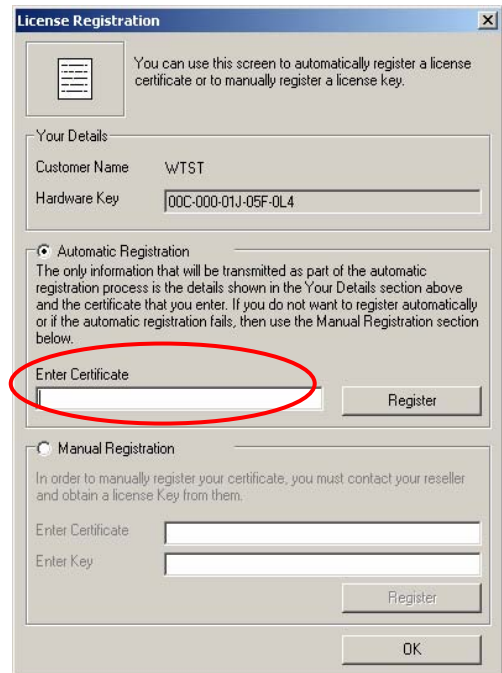 License Registration
You can use this screen to automatically register a license
certificate or to manually register a license key.
Your Details
Customer Name WTST
Hardware Key 00C-000-01J-05F-0L4
Automatic Registration
The only information that will be transmitted as part of the automatic
registration process is the details shown in the Your Details section above
and the certificate that you enter. If you do not want to register automatically
or if the automatic registration fails, then use the Manual Registration section
below.
Enter Certificate
Register
Manual Registration
In order to manually register your certificate, you must contact your reseller
and obtain a license Key from them.
Enter Certificate
Enter Key
Register
OK